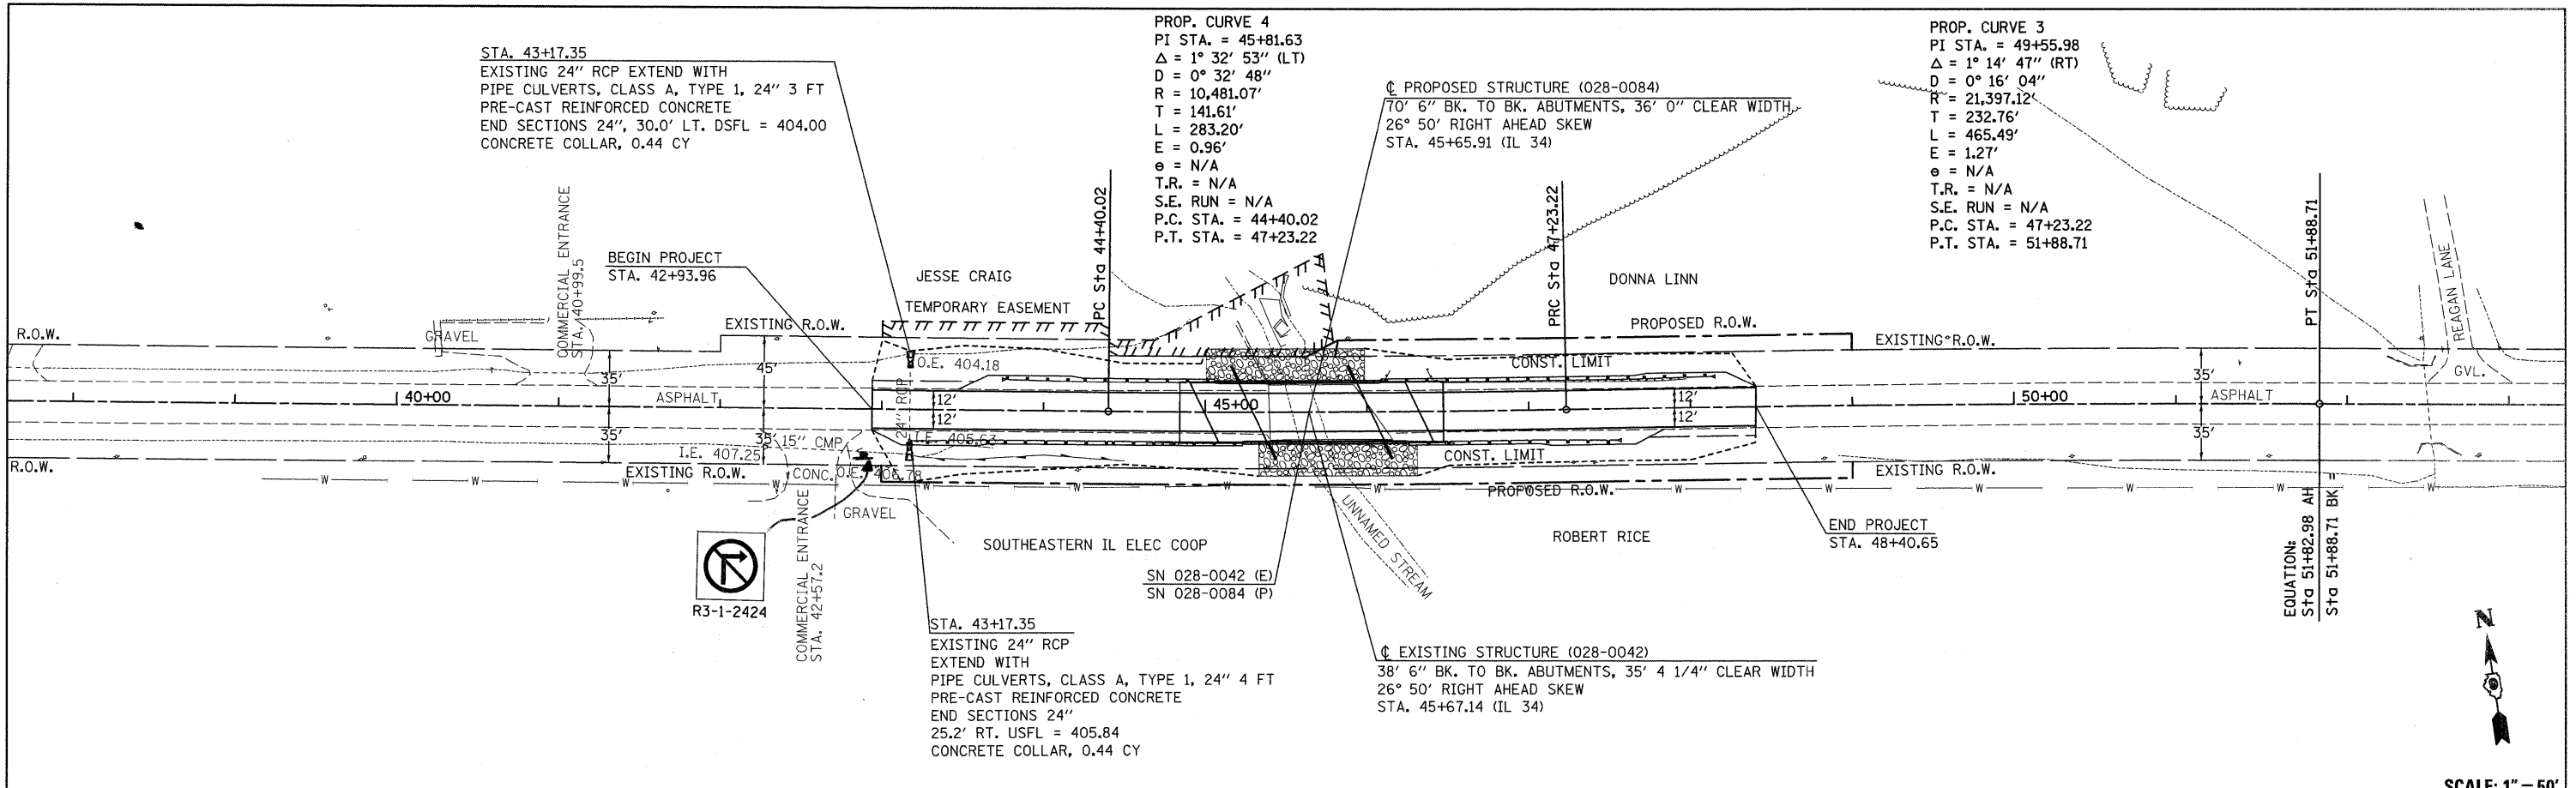 PROP. CURVE 4
PI STA. = 45+81.63
Δ = 1° 32' 53" (LT)
D = 0° 32' 48"
R = 10,481.07'
T = 141.61'
L = 283.20'
E = 0.96'
e = N/A
T.R. = N/A
S.E. RUN = N/A
P.C. STA. = 44+40.02
P.T. STA. = 47+23.22
PROP. CURVE 3
PI STA. = 49+55.98
Δ = 1° 14' 47" (RT)
D = 0° 16' 04"
R = 21,397.12'
T = 232.76'
L = 465.49'
E = 1.27'
e = N/A
T.R. = N/A
S.E. RUN = N/A
P.C. STA. = 47+23.22
P.T. STA. = 51+88.71
STA. 43+17.35
EXISTING 24" RCP EXTEND WITH
PIPE CULVERTS, CLASS A, TYPE 1, 24" 3 FT
PRE-CAST REINFORCED CONCRETE
END SECTIONS 24", 30.0' LT. DSFL = 404.00
CONCRETE COLLAR, 0.44 CY
℄ PROPOSED STRUCTURE (028-0084)
70' 6" BK. TO BK. ABUTMENTS, 36' 0" CLEAR WIDTH
26° 50' RIGHT AHEAD SKEW
STA. 45+65.91 (IL 34)
COMMERCIAL ENTRANCE
STA. 40+99.5
BEGIN PROJECT
STA. 42+93.96
JESSE CRAIG
TEMPORARY EASEMENT
PC Sta 44+40.02
PRC Sta 47+23.22
DONNA LINN
PT Sta 51+88.71
REAGAN LANE
R.O.W.
GRAVEL
EXISTING R.O.W.
PROPOSED R.O.W.
EXISTING R.O.W.
35'
45'
O.E. 404.18
CONST. LIMIT
35'
GVL.
40+00
ASPHALT
24" RCP
12'
12'
45+00
12'
12'
50+00
ASPHALT
35'
35'
15" CMP
I.E. 405.63
35'
I.E. 407.25
CONST. LIMIT
R.O.W.
EXISTING R.O.W.
CONC.
O.E. 406.78
EXISTING R.O.W.
W W W W W W W W W W W W W W
PROPOSED R.O.W.
GRAVEL
COMMERCIAL ENTRANCE
STA. 42+57.2
SOUTHEASTERN IL ELEC COOP
UNNAMED STREAM
ROBERT RICE
END PROJECT
STA. 48+40.65
EQUATION:
Sta 51+82.98 AH
Sta 51+88.71 BK
SN 028-0042 (E)
SN 028-0084 (P)
R3-1-2424
STA. 43+17.35
EXISTING 24" RCP
EXTEND WITH
PIPE CULVERTS, CLASS A, TYPE 1, 24" 4 FT
PRE-CAST REINFORCED CONCRETE
END SECTIONS 24"
25.2' RT. USFL = 405.84
CONCRETE COLLAR, 0.44 CY
℄ EXISTING STRUCTURE (028-0042)
38' 6" BK. TO BK. ABUTMENTS, 35' 4 1/4" CLEAR WIDTH
26° 50' RIGHT AHEAD SKEW
STA. 45+67.14 (IL 34)
N
SCALE: 1" = 50'